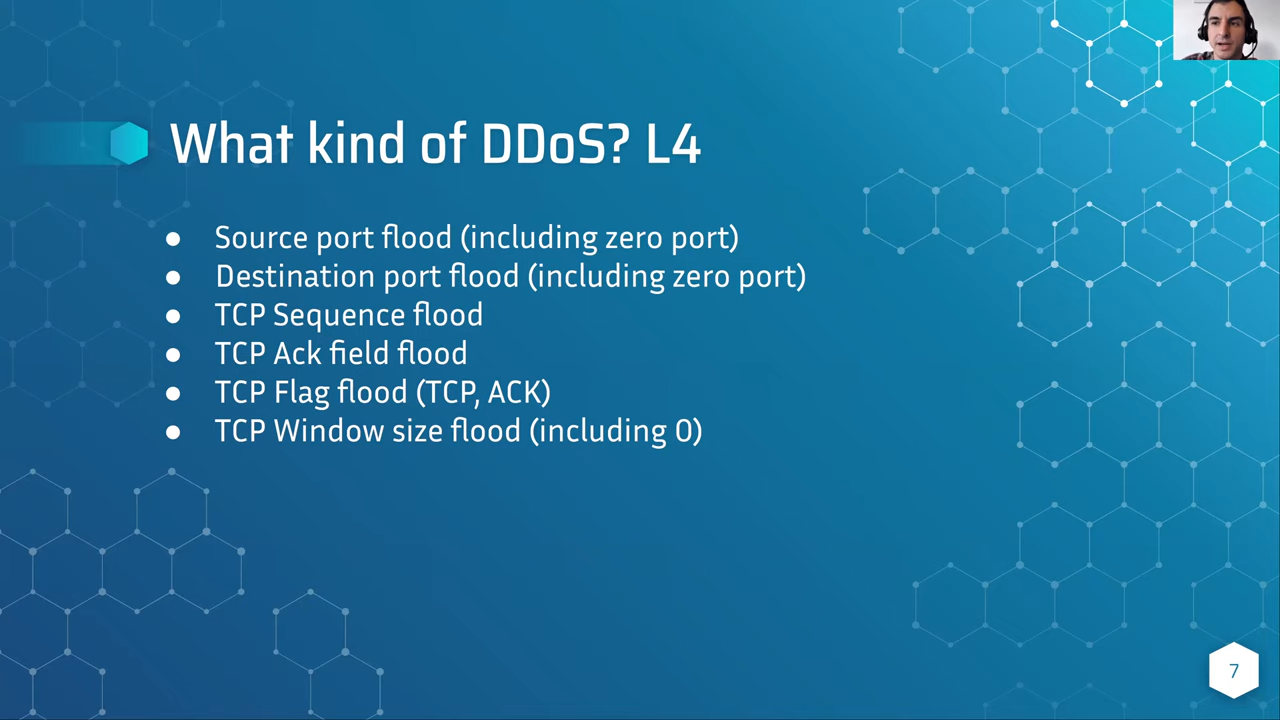 What kind of DDoS? L4
● Source port flood (including zero port)
● Destination port flood (including zero port)
● TCP Sequence flood
● TCP Ack field flood
● TCP Flag flood (TCP, ACK)
● TCP Window size flood (including 0)
7